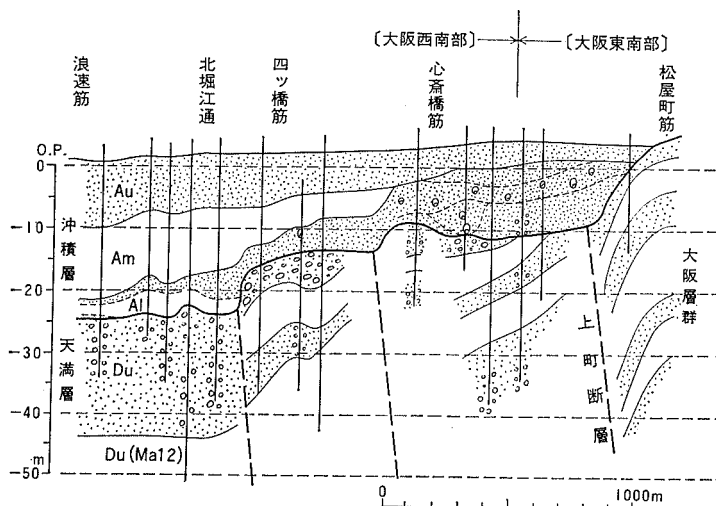 〔大阪西南部〕
〔大阪東南部〕
浪速筋
北堀江通
四ツ橋筋
心斎橋筋
松屋町筋
O.P.
0
-10
-20
-30
-40
-50
m
沖積層
天満層
Au
Am
Al
Du
Du(Ma12)
上町断層
大阪層群
0
1000m